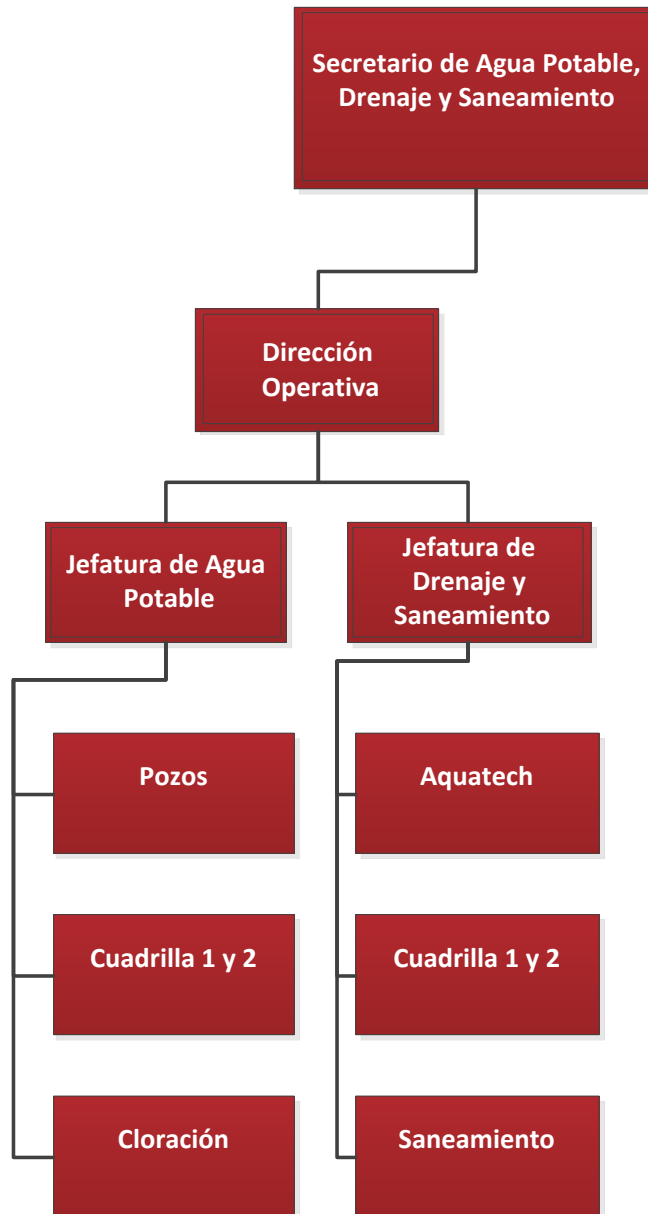 Secretario de Agua Potable,
Drenaje y Saneamiento
Dirección
Operativa
Jefatura de Agua
Potable
Jefatura de
Drenaje y
Saneamiento
Pozos
Aquatech
Cuadrilla 1 y 2
Cuadrilla 1 y 2
Cloración
Saneamiento